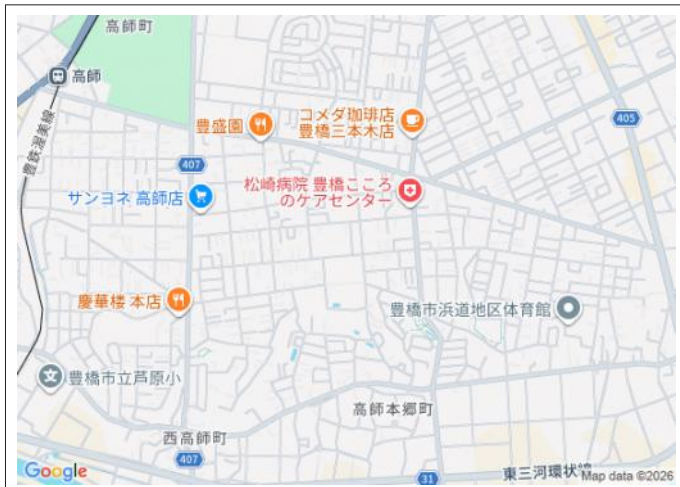 高師町
高師
豊鉄渥美線
豊盛園
コメダ珈琲店
豊橋三本木店
405
407
サンヨネ 高師店
松崎病院 豊橋こころ
のケアセンター
慶華楼 本店
豊橋市浜道地区体育館
豊橋市立芦原小
高師本郷町
西高師町
407
31
東三河環状線
Google
Map data ©2026